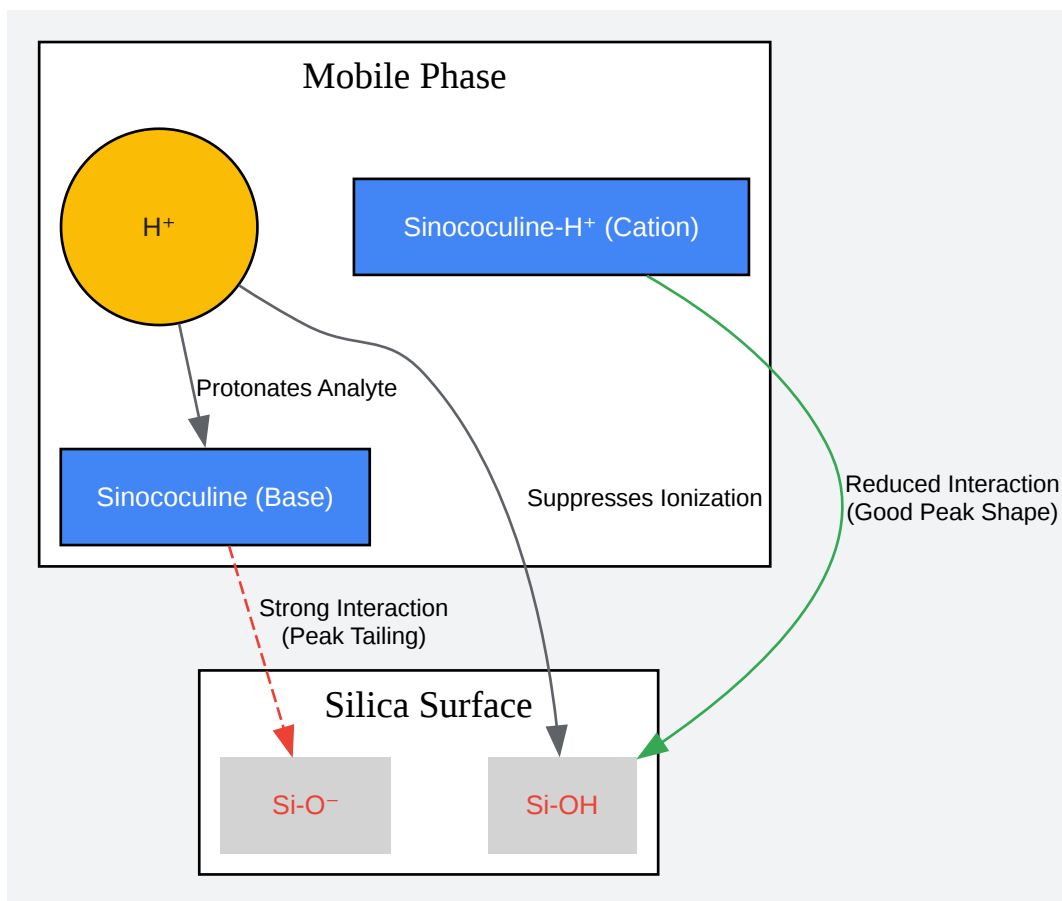 Mobile Phase
H⁺
Sinococuline-H⁺ (Cation)
Protonates Analyte
Sinococuline (Base)
Suppresses Ionization
Reduced Interaction
(Good Peak Shape)
Strong Interaction
(Peak Tailing)
Silica Surface
Si-O⁻
Si-OH